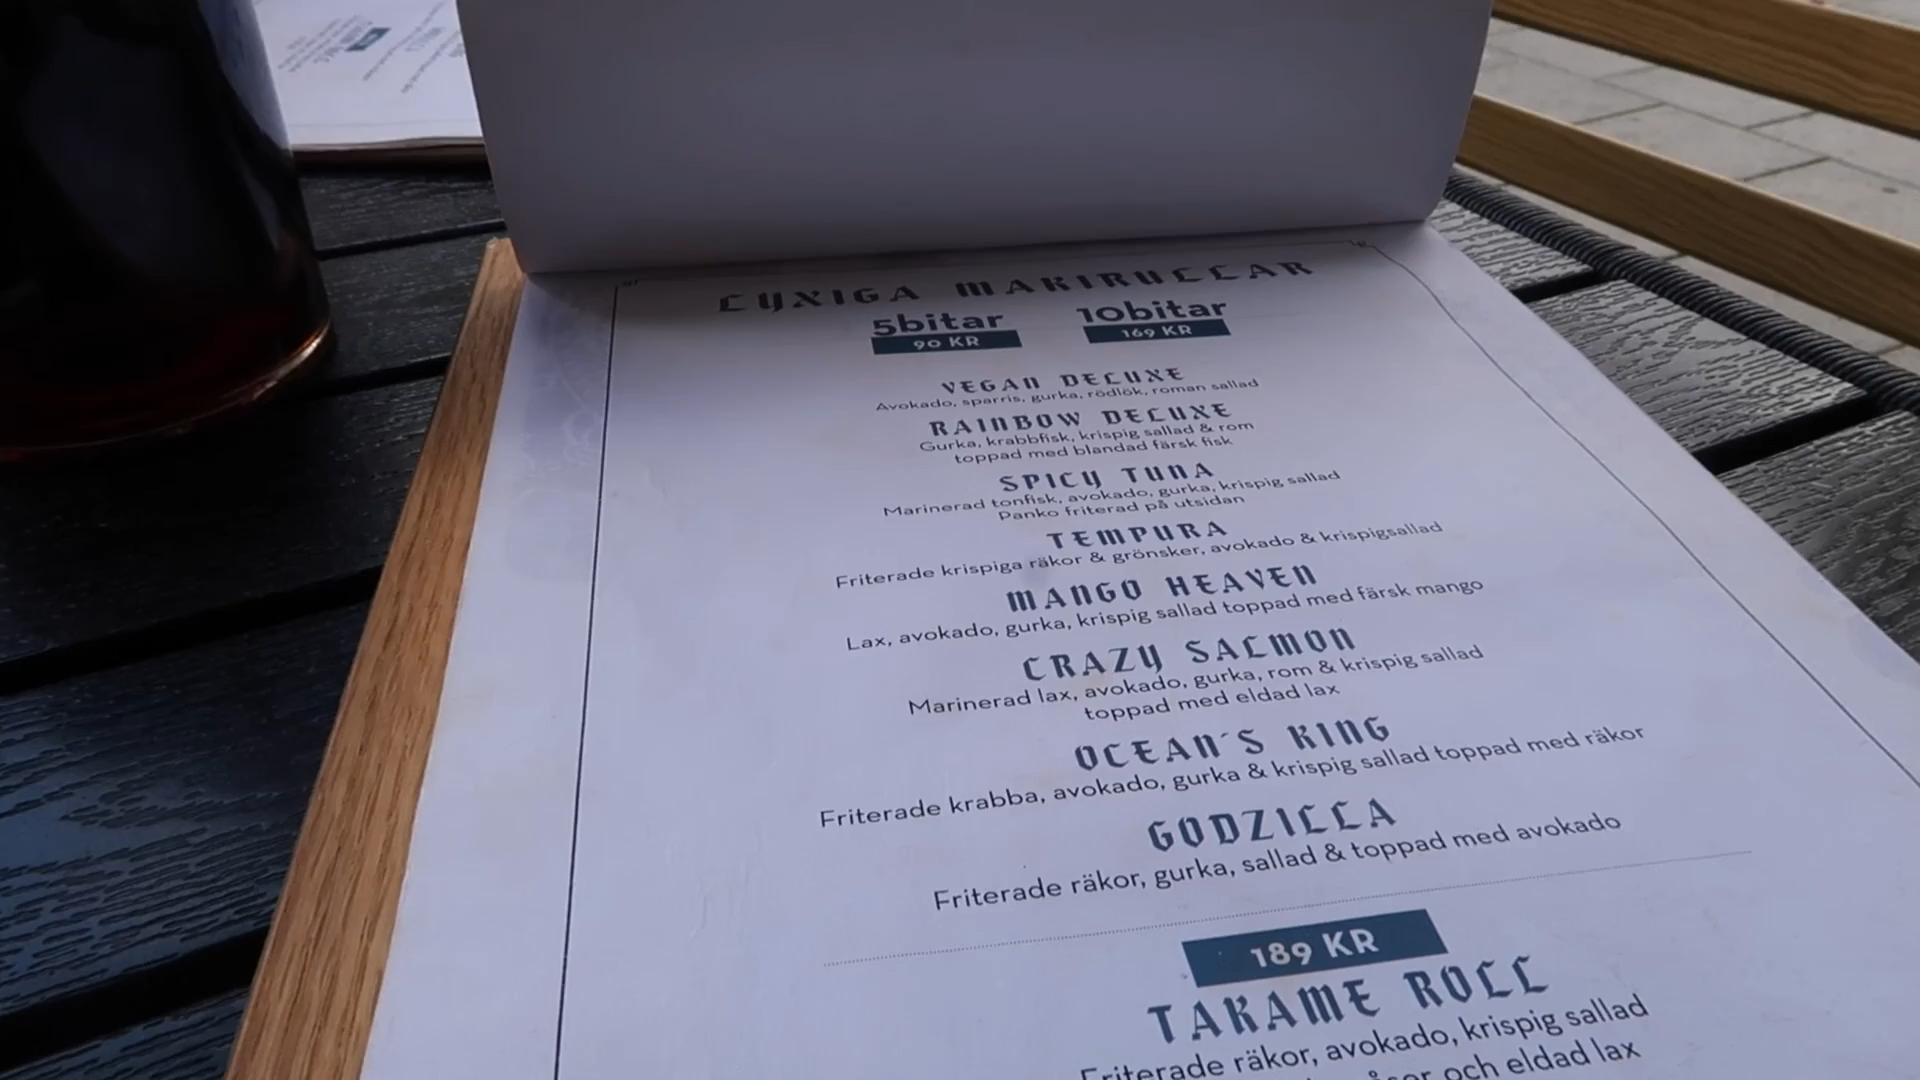 LYXIGA MAKIRULLAR
5bitar 10bitar
90 KR 169 KR
VEGAN DELUXE
Avokado, sparris, gurka, rödlök, roman sallad
RAINBOW DELUXE
Gurka, krabbfisk, krispig sallad & rom
toppad med blandad färsk fisk
SPICY TUNA
Marinerad tonfisk, avokado, gurka, krispig sallad
Panko friterad på utsidan
TEMPURA
Friterade krispiga räkor & grönsker, avokado & krispigsallad
MANGO HEAVEN
Lax, avokado, gurka, krispig sallad toppad med färsk mango
CRAZY SALMON
Marinerad lax, avokado, gurka, rom & krispig sallad
toppad med eldad lax
OCEAN´S KING
Friterade krabba, avokado, gurka & krispig sallad toppad med räkor
GODZILLA
Friterade räkor, gurka, sallad & toppad med avokado
189 KR
TAKAME ROLL
Friterade räkor, avokado, krispig sallad
och eldad lax